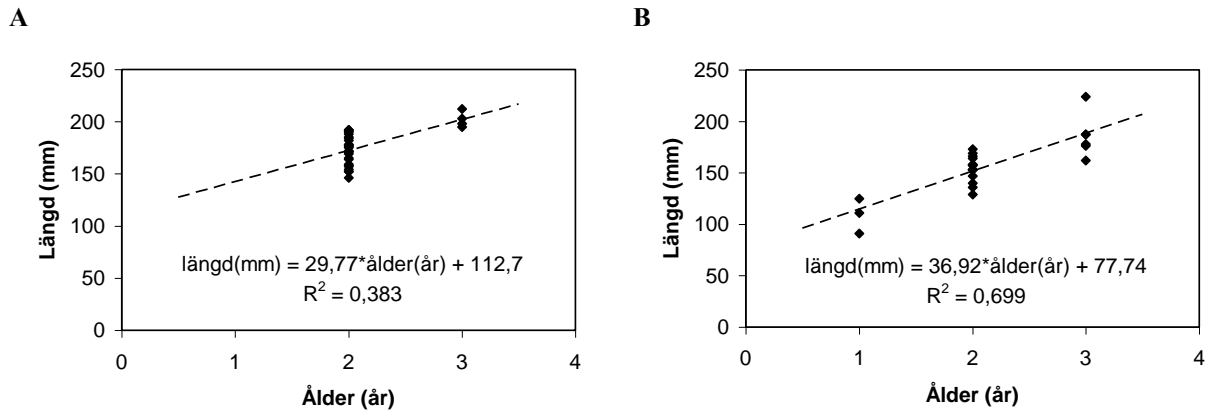 A
250
200
150
100
50
0
Längd (mm)
längd(mm) = 29,77*ålder(år) + 112,7
R² = 0,383
0 1 2 3 4
Ålder (år)
B
250
200
150
100
50
0
Längd (mm)
längd(mm) = 36,92*ålder(år) + 77,74
R² = 0,699
0 1 2 3 4
Ålder (år)